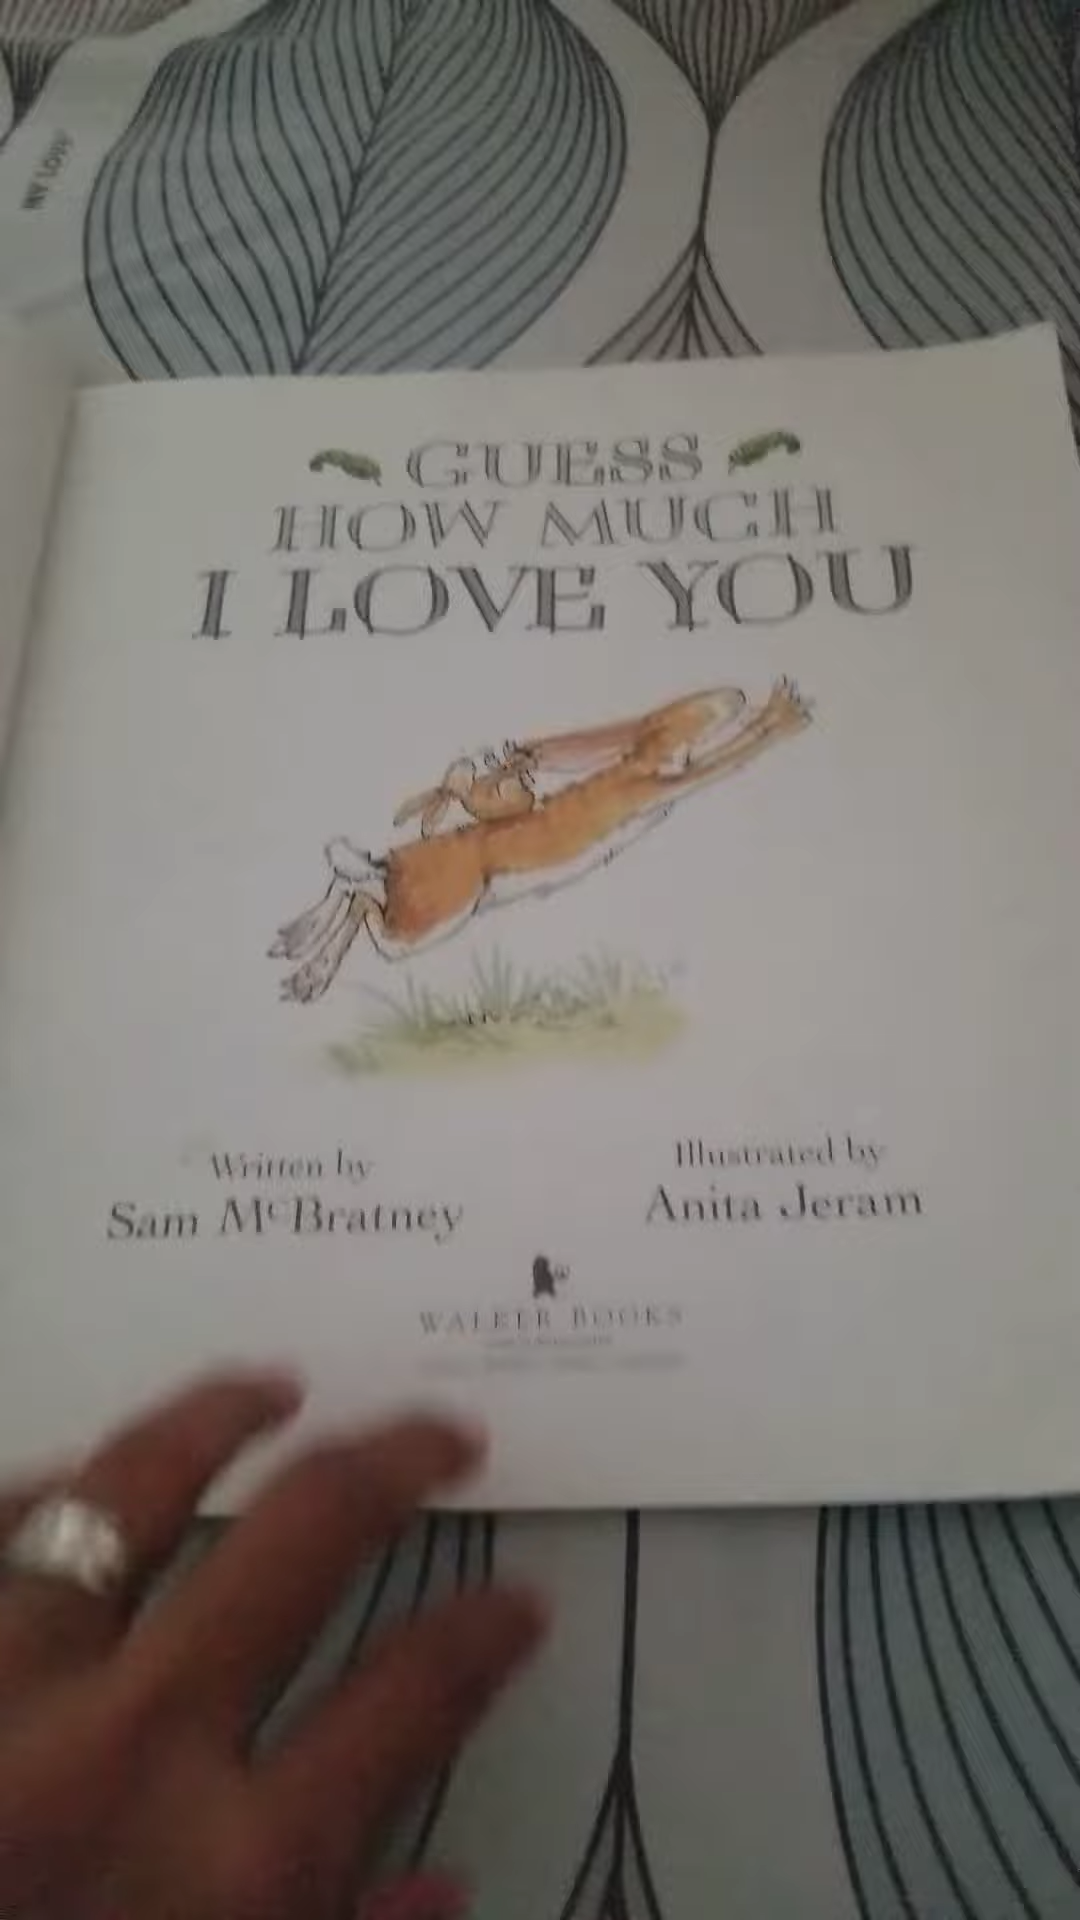 GUESS
HOW MUCH
I LOVE YOU
Written by
Sam McBratney
Illustrated by
Anita Jeram
WALKER BOOKS